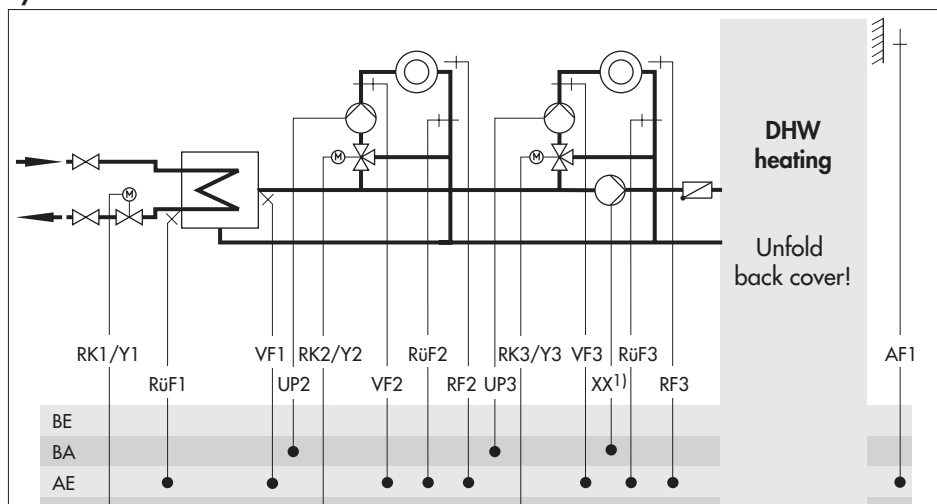 M
M
M
DHW
heating
Unfold
back cover!
RK1/Y1 VF1 RK2/Y2 RüF2 RK3/Y3 VF3 RüF3 AF1
RüF1 UP2 VF2 RF2 UP3 XX1) RF3
BE
BA
AE